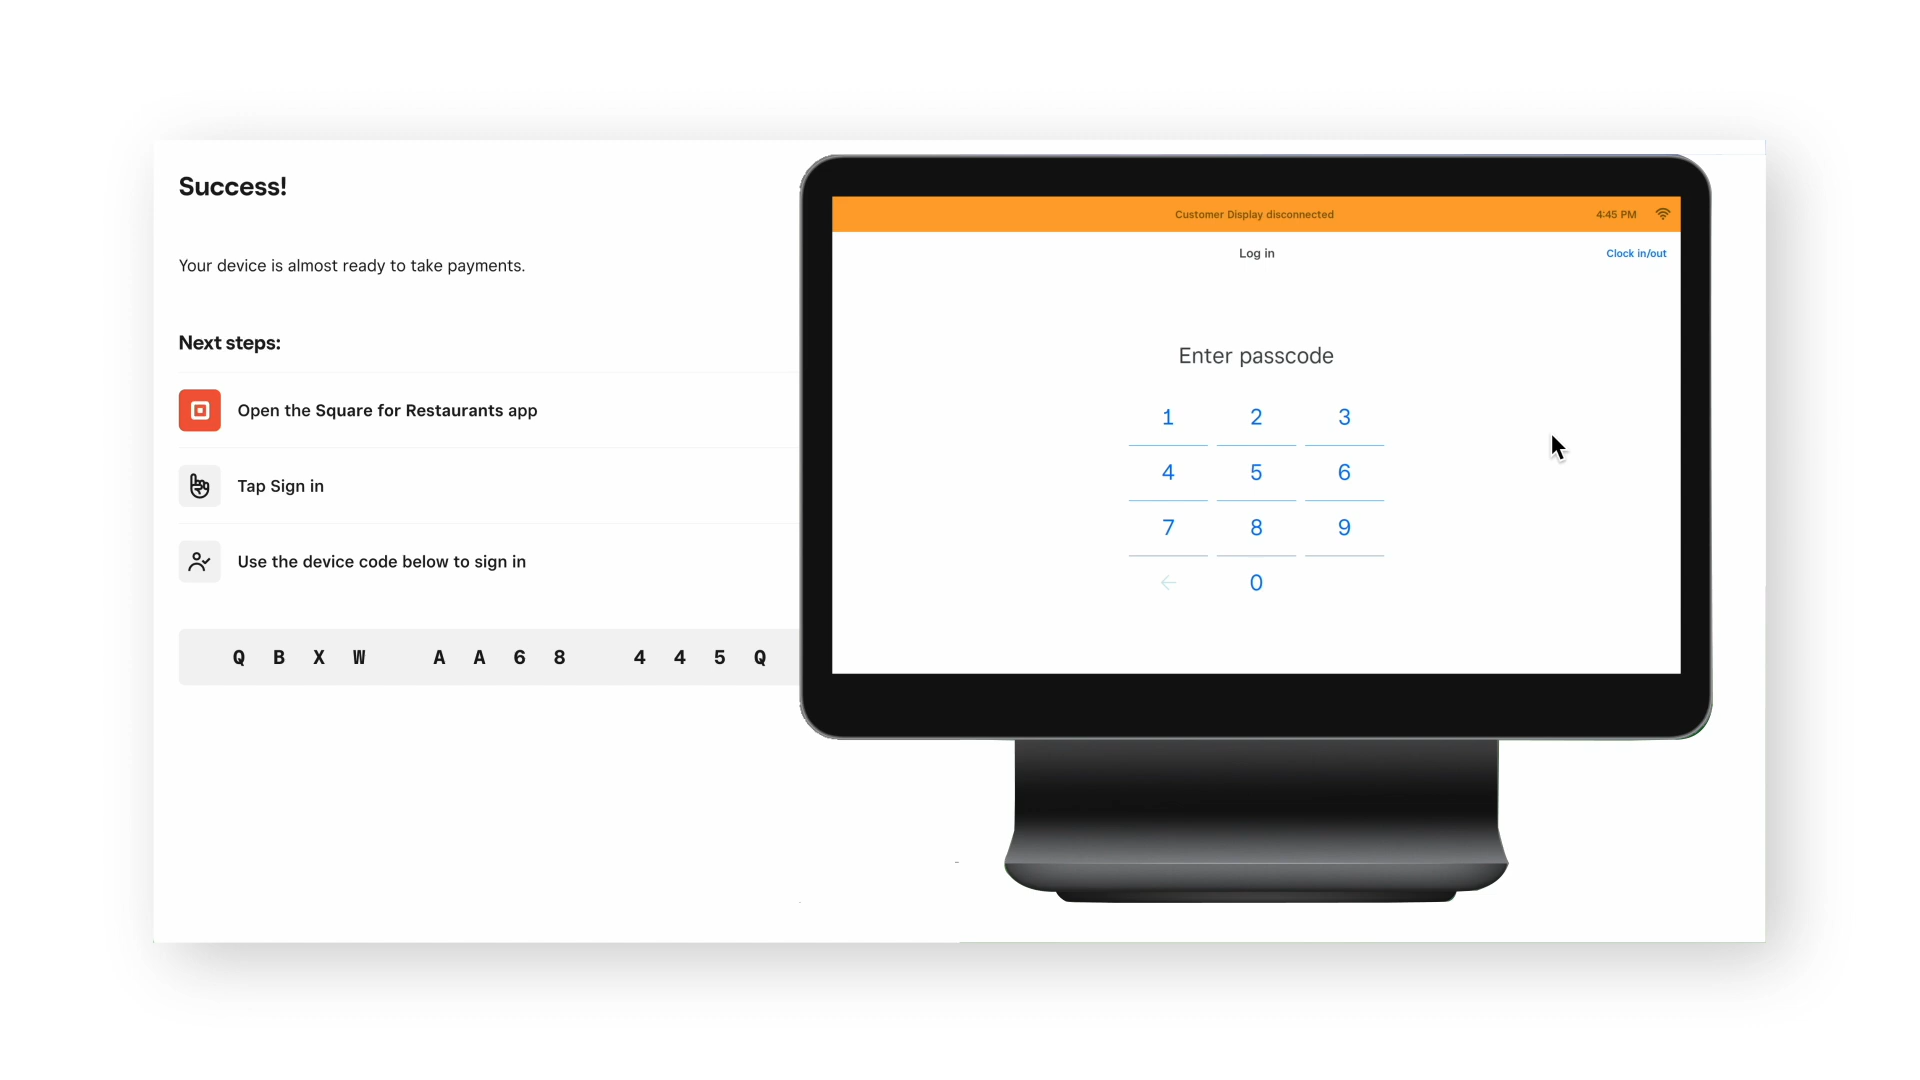 Success!
Your device is almost ready to take payments.
Next steps:
Open the Square for Restaurants app
Tap Sign in
Use the device code below to sign in
Q B X W A A 6 8 4 4 5 Q
Customer Display disconnected
4:45 PM
Log in
Clock in/out
Enter passcode
1 2 3
4 5 6
7 8 9
0